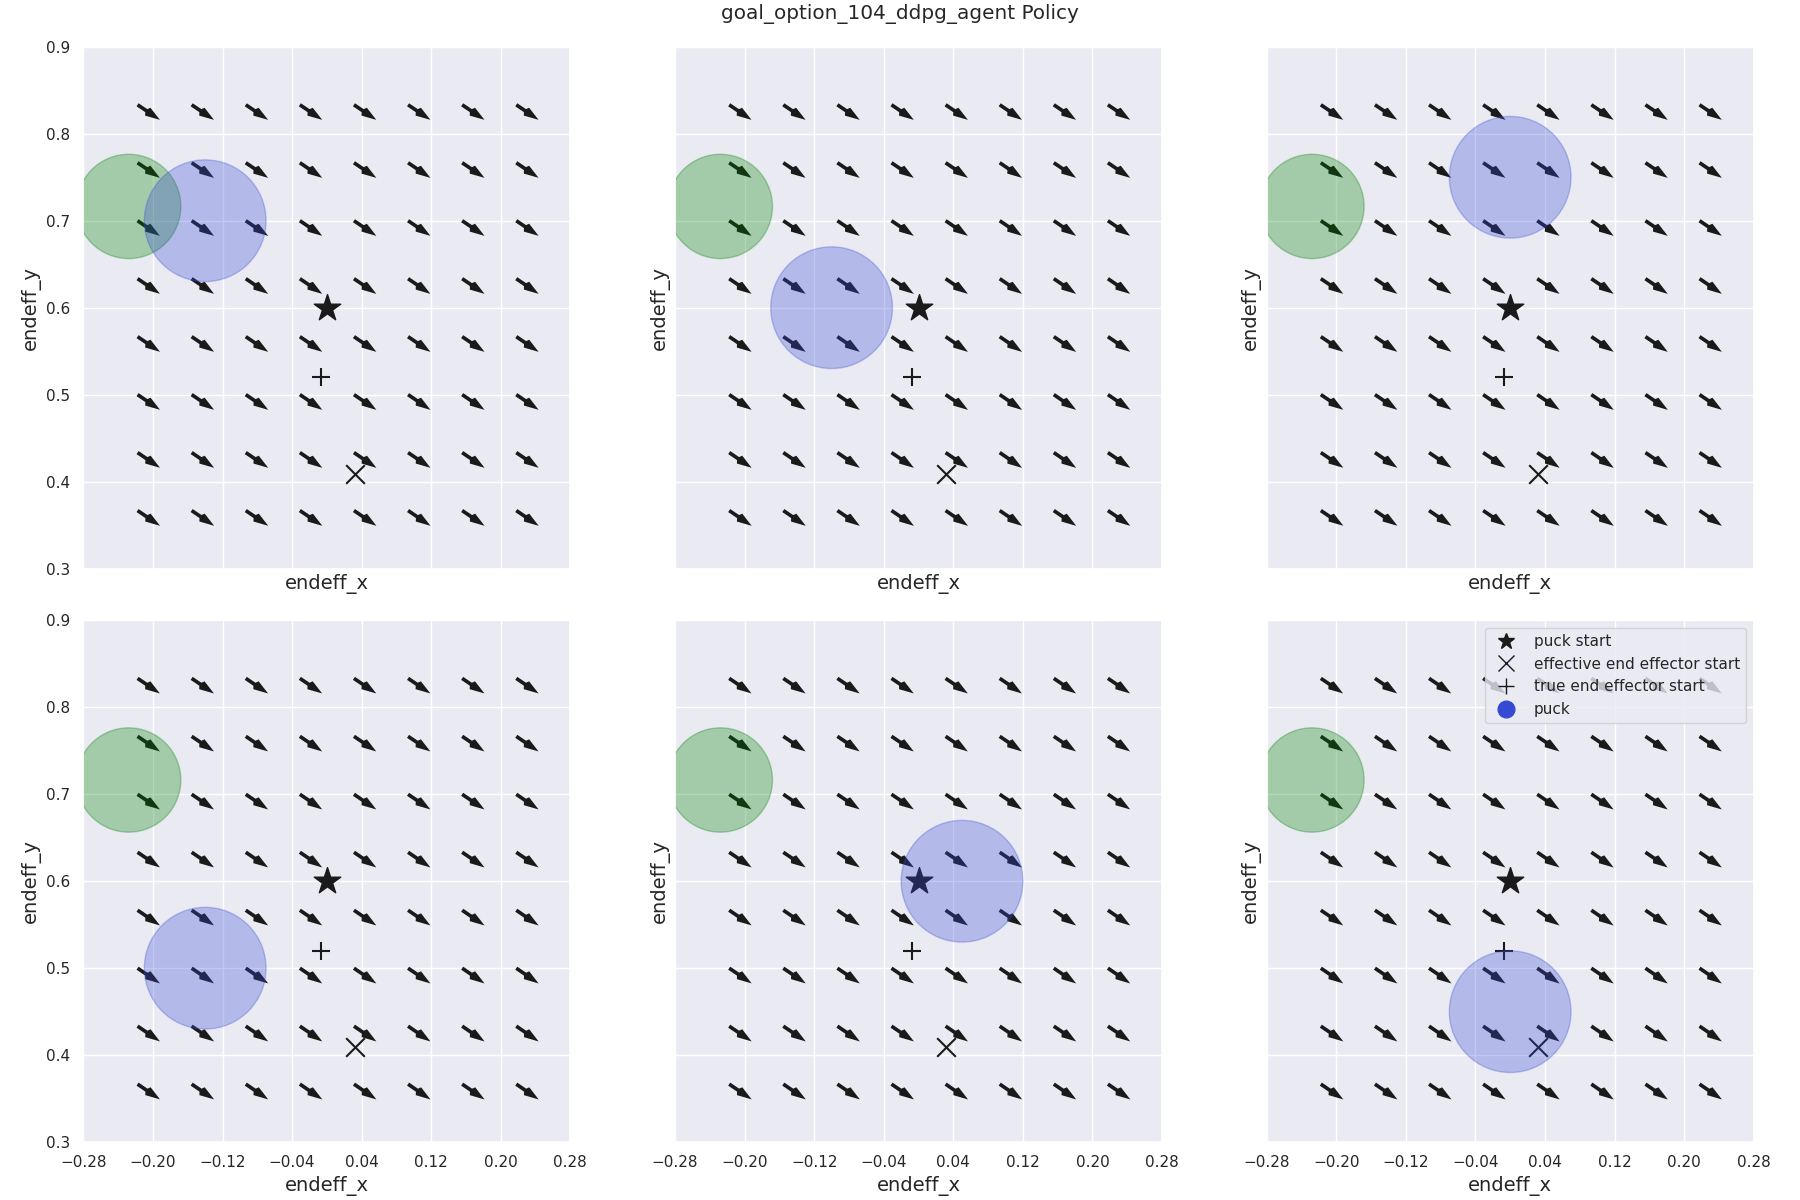 goal_option_104_ddpg_agent Policy
0.9
0.8
0.7
0.6
0.5
0.4
0.3
endeff_y
endeff_x
endeff_y
endeff_x
endeff_y
endeff_x
0.9
0.8
0.7
0.6
0.5
0.4
0.3
endeff_y
−0.28 −0.20 −0.12 −0.04 0.04 0.12 0.20 0.28
endeff_x
endeff_y
−0.28 −0.20 −0.12 −0.04 0.04 0.12 0.20 0.28
endeff_x
puck start
effective end effector start
true end effector start
puck
endeff_y
−0.28 −0.20 −0.12 −0.04 0.04 0.12 0.20 0.28
endeff_x